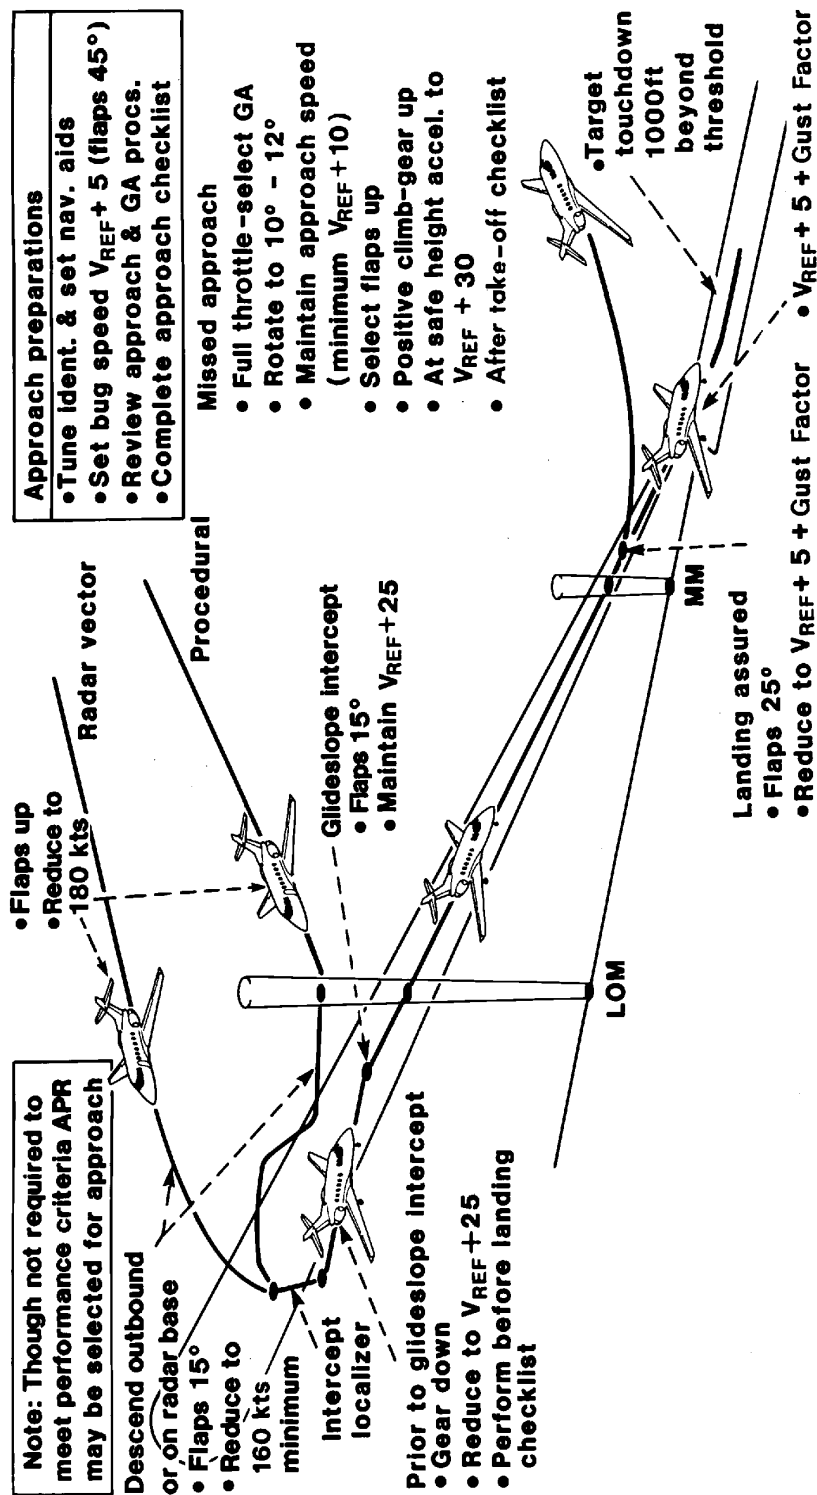 Note: Though not required to
meet performance criteria APR
may be selected for approach
Approach preparations
•Tune ident. & set nav. aids
•Set bug speed VREF+ 5 (flaps 45°)
•Review approach & GA procs.
•Complete approach checklist
•Flaps up
•Reduce to
180 kts
Radar vector
Procedural
Descend outbound
or on radar base
• Flaps 15°
• Reduce to
160 kts
minimum
Intercept
localizer
Prior to glideslope intercept
• Gear down
• Reduce to VREF+25
• Perform before landing
checklist
Glideslope intercept
• Flaps 15°
• Maintain VREF+25
LOM
MM
Missed approach
• Full throttle-select GA
• Rotate to 10° - 12°
• Maintain approach speed
(minimum VREF+10)
• Select flaps up
• Positive climb-gear up
• At safe height accel. to
VREF + 30
• After take-off checklist
Landing assured
• Flaps 25°
•Reduce to VREF+ 5 +Gust Factor
•Target
touchdown
1000ft
beyond
threshold
• VREF+ 5 + Gust Factor